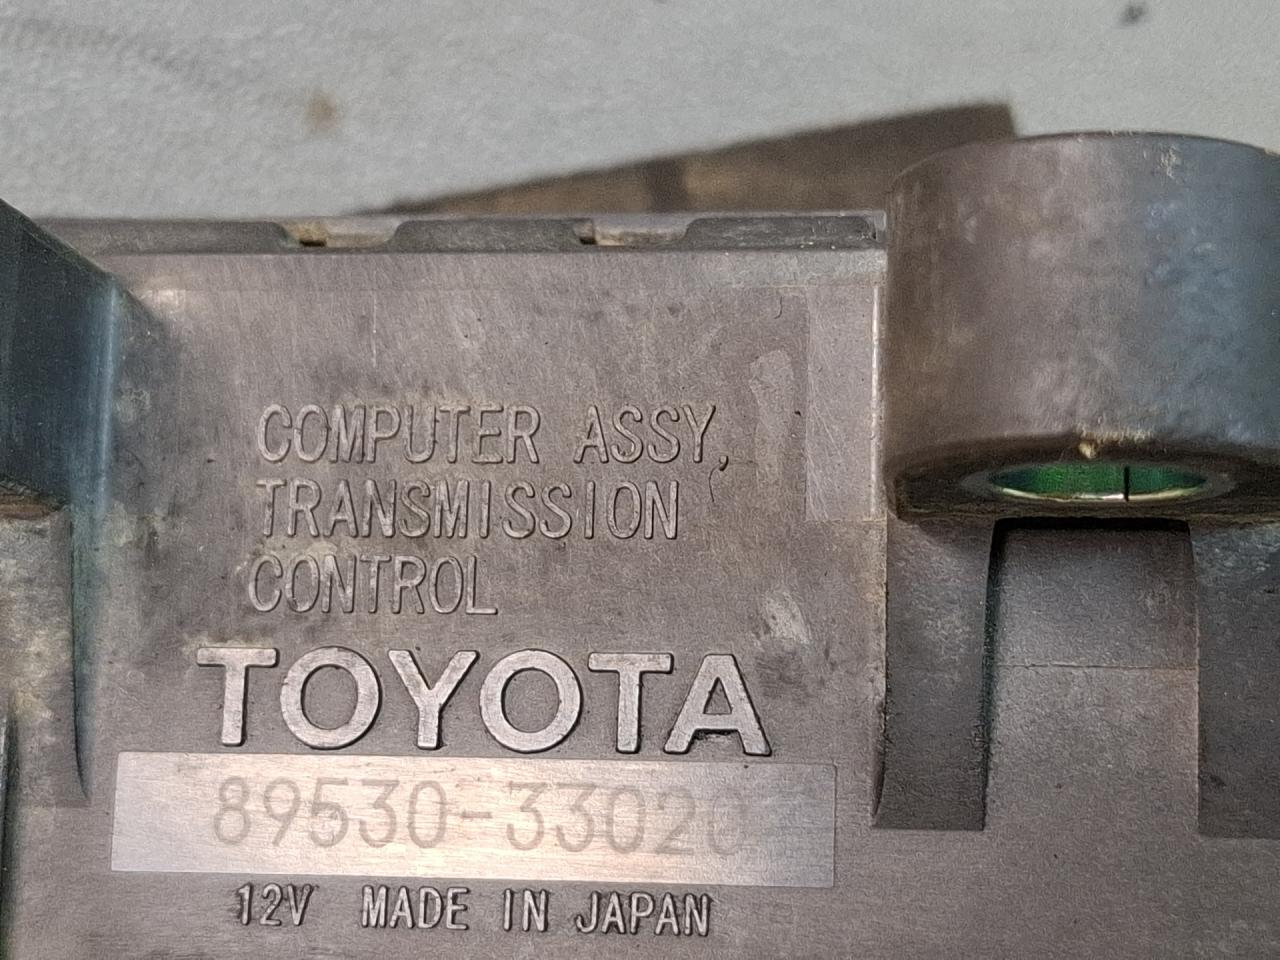 COMPUTER ASSY,
TRANSMISSION
CONTROL
TOYOTA
89530-33020
12V MADE IN JAPAN